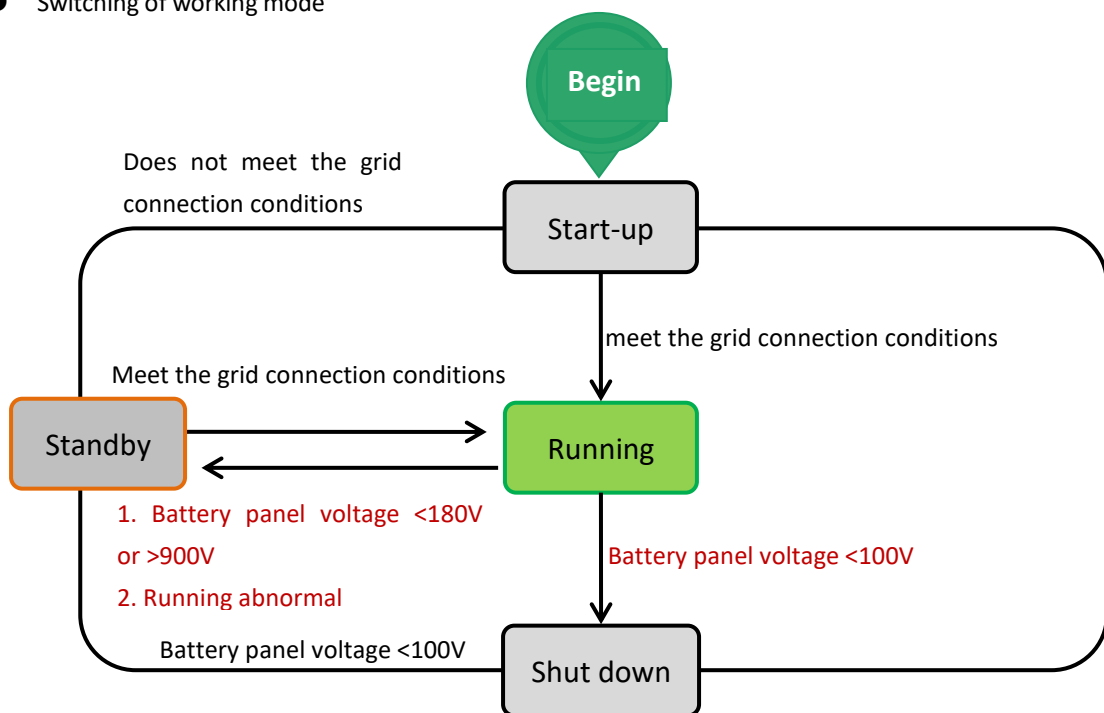 Switching of working mode
Begin
Does not meet the grid
connection conditions
Start-up
meet the grid connection conditions
Meet the grid connection conditions
Standby
Running
1. Battery panel voltage <180V
or >900V
2. Running abnormal
Battery panel voltage <100V
Battery panel voltage <100V
Shut down